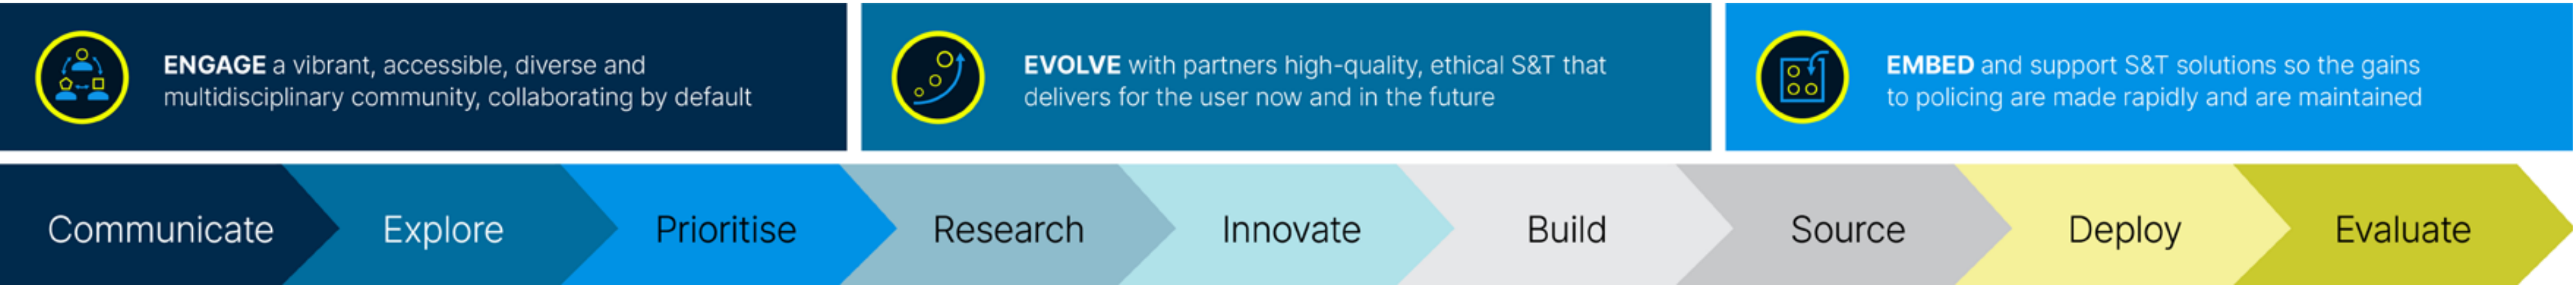 ENGAGE a vibrant, accessible, diverse and
multidisciplinary community, collaborating by default
EVOLVE with partners high-quality, ethical S&T that
delivers for the user now and in the future
EMBED and support S&T solutions so the gains
to policing are made rapidly and are maintained
Communicate
Explore
Prioritise
Research
Innovate
Build
Source
Deploy
Evaluate